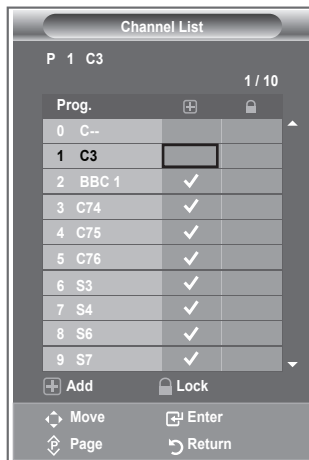 Channel List
P 1 C3
1 / 10
Prog.
0 C--
1 C3
2 BBC 1
3 C74
4 C75
5 C76
6 S3
7 S4
8 S6
9 S7
Add Lock
Move Enter
P Page Return